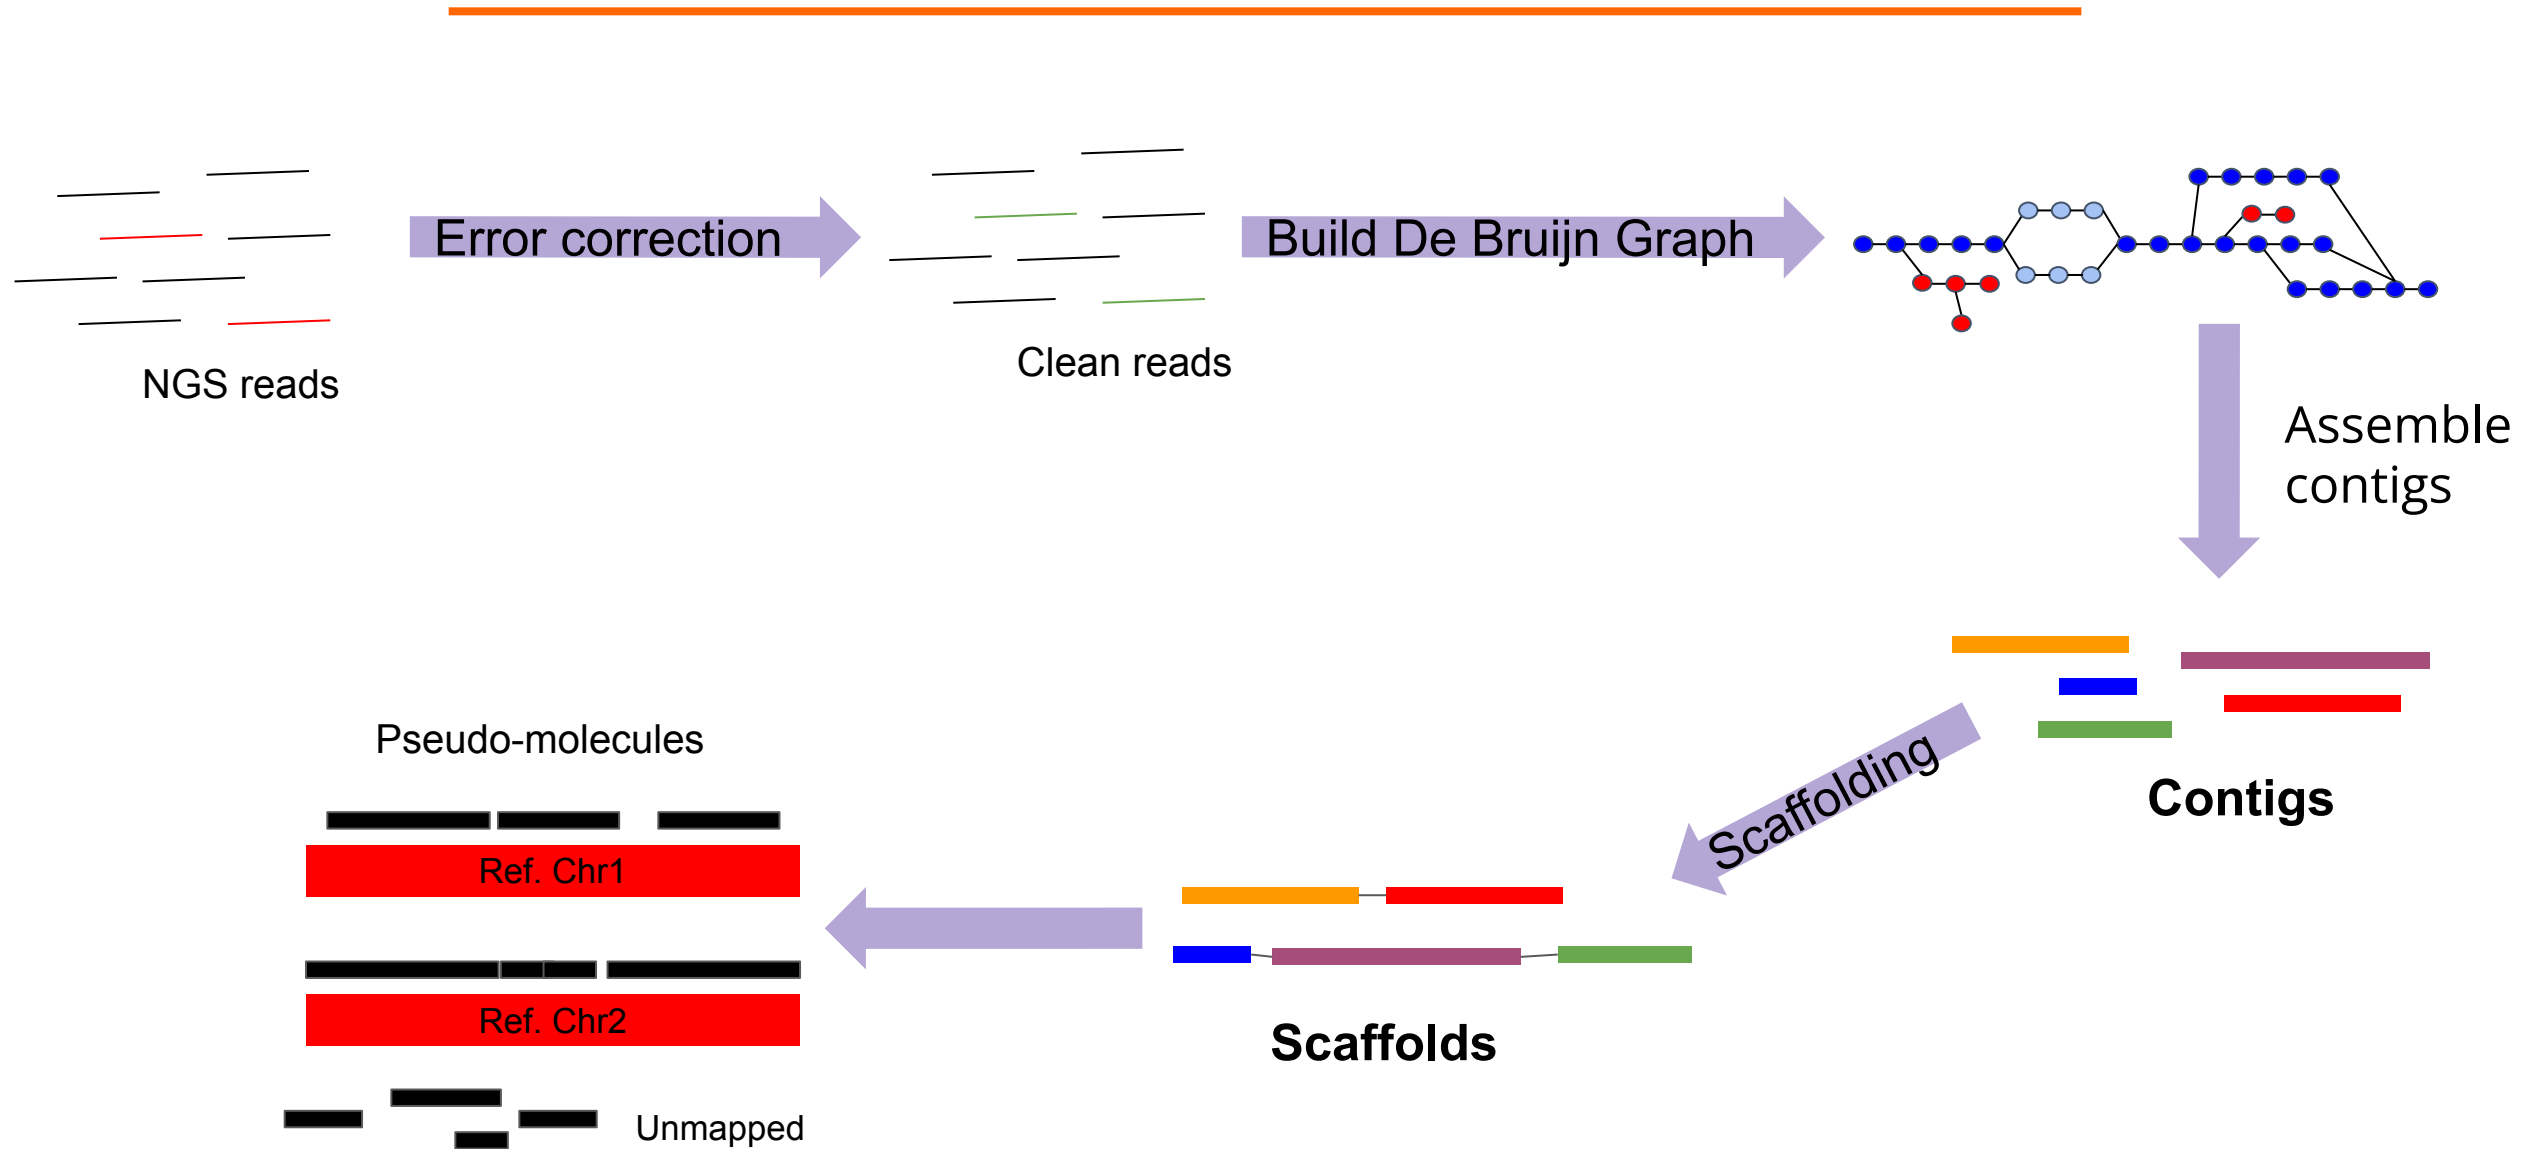 Error correction
Build De Bruijn Graph
NGS reads
Clean reads
Assemble
contigs
Contigs
Scaffolding
Scaffolds
Pseudo-molecules
Ref. Chr1
Ref. Chr2
Unmapped